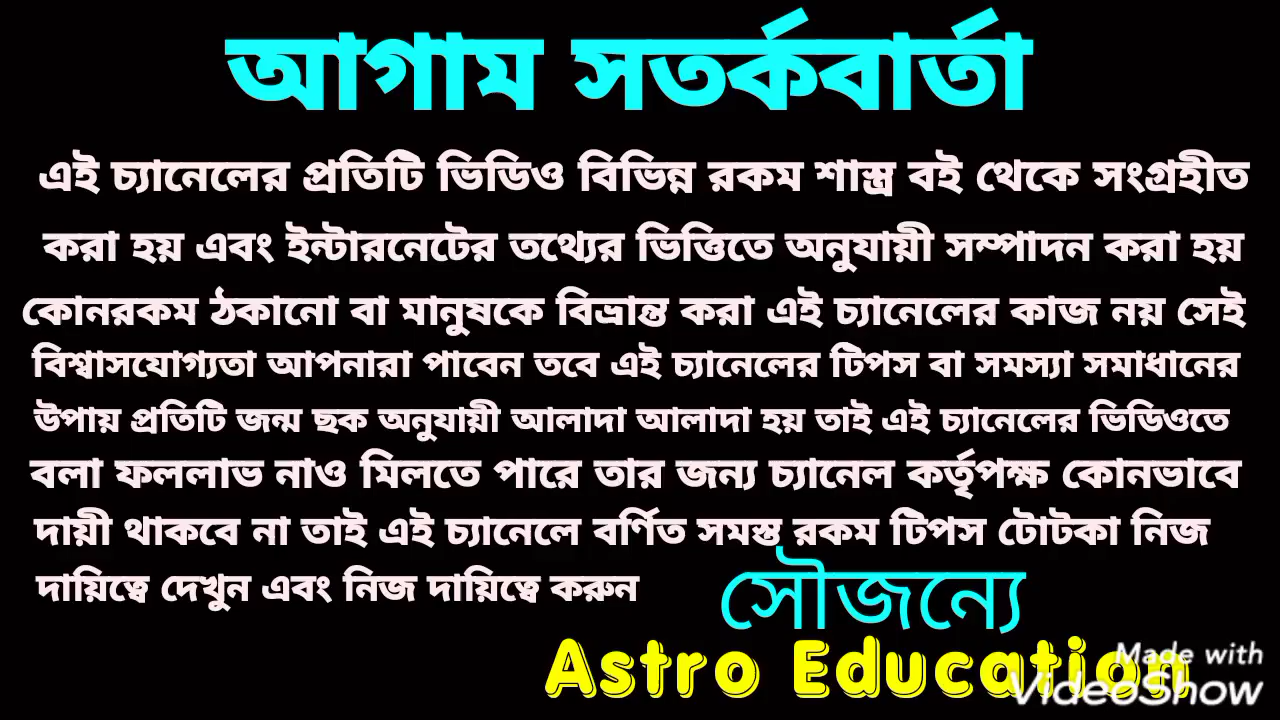 আগাম সতর্কবার্তা
এই চ্যানেলের প্রতিটি ভিডিও বিভিন্ন রকম শাস্ত্র বই থেকে সংগ্রহীত
করা হয় এবং ইন্টারনেটের তথ্যের ভিত্তিতে অনুযায়ী সম্পাদন করা হয়
কোনরকম ঠকানো বা মানুষকে বিভ্রান্ত করা এই চ্যানেলের কাজ নয় সেই
বিশ্বাসযোগ্যতা আপনারা পাবেন তবে এই চ্যানেলের টিপস বা সমস্যা সমাধানের
উপায় প্রতিটি জন্ম ছক অনুযায়ী আলাদা আলাদা হয় তাই এই চ্যানেলের ভিডিওতে
বলা ফললাভ নাও মিলতে পারে তার জন্য চ্যানেল কর্তৃপক্ষ কোনভাবে
দায়ী থাকবে না তাই এই চ্যানেলে বর্ণিত সমস্ত রকম টিপস টোটকা নিজ
দায়িত্বে দেখুন এবং নিজ দায়িত্বে করুন
সৌজন্যে
Astro Education
Made with
VideoShow